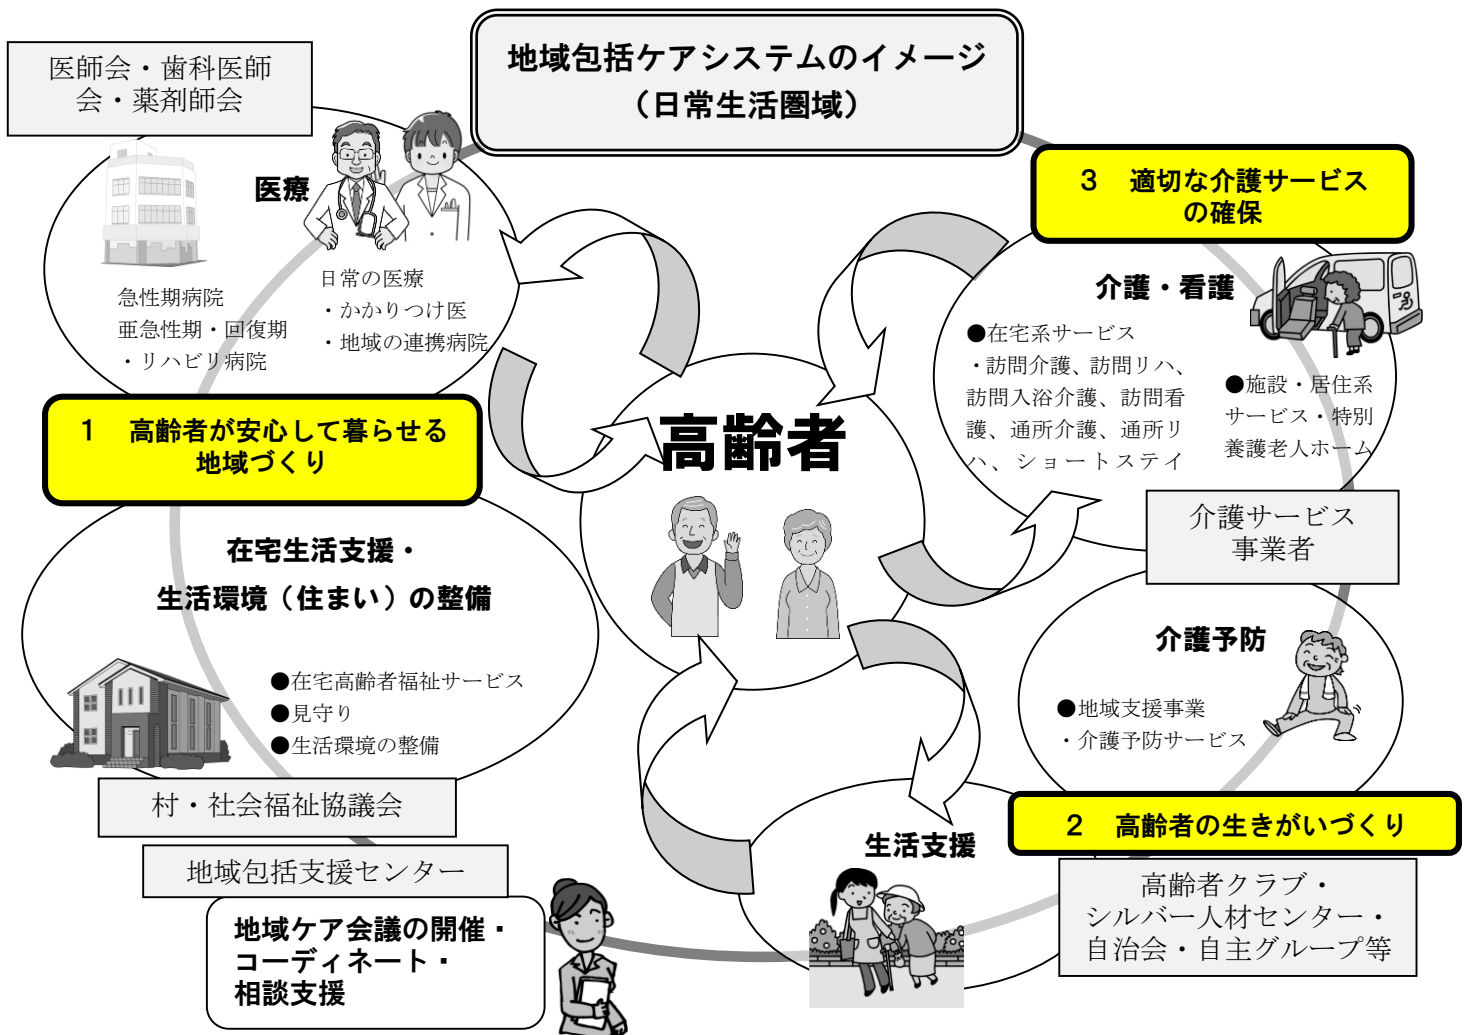 地域包括ケアシステムのイメージ
（日常生活圏域）
医師会・歯科医師
会・薬剤師会
医療
急性期病院
亜急性期・回復期
・リハビリ病院
日常の医療
・かかりつけ医
・地域の連携病院
3　適切な介護サービス
の確保
介護・看護
●在宅系サービス
・訪問介護、訪問リハ、
訪問入浴介護、訪問看
護、通所介護、通所リ
ハ、ショートステイ
●施設・居住系
サービス・特別
養護老人ホーム
介護サービス
事業者
1　高齢者が安心して暮らせる
地域づくり
高齢者
在宅生活支援・
生活環境（住まい）の整備
●在宅高齢者福祉サービス
●見守り
●生活環境の整備
村・社会福祉協議会
介護予防
●地域支援事業
・介護予防サービス
2　高齢者の生きがいづくり
生活支援
高齢者クラブ・
シルバー人材センター・
自治会・自主グループ等
地域包括支援センター
地域ケア会議の開催・
コーディネート・
相談支援